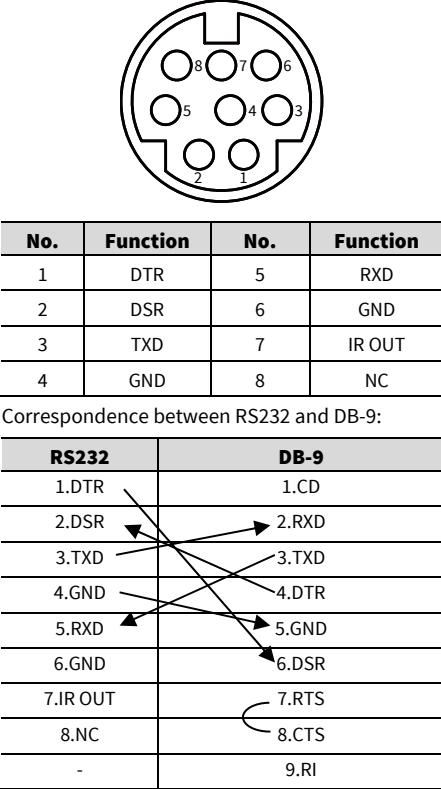 8 7 6
5 4 3
2 1
No. Function No. Function
1 DTR 5 RXD
2 DSR 6 GND
3 TXD 7 IR OUT
4 GND 8 NC
Correspondence between RS232 and DB-9:
RS232 DB-9
1.DTR 1.CD
2.DSR 2.RXD
3.TXD 3.TXD
4.GND 4.DTR
5.RXD 5.GND
6.GND 6.DSR
7.IR OUT 7.RTS
8.NC 8.CTS
- 9.RI